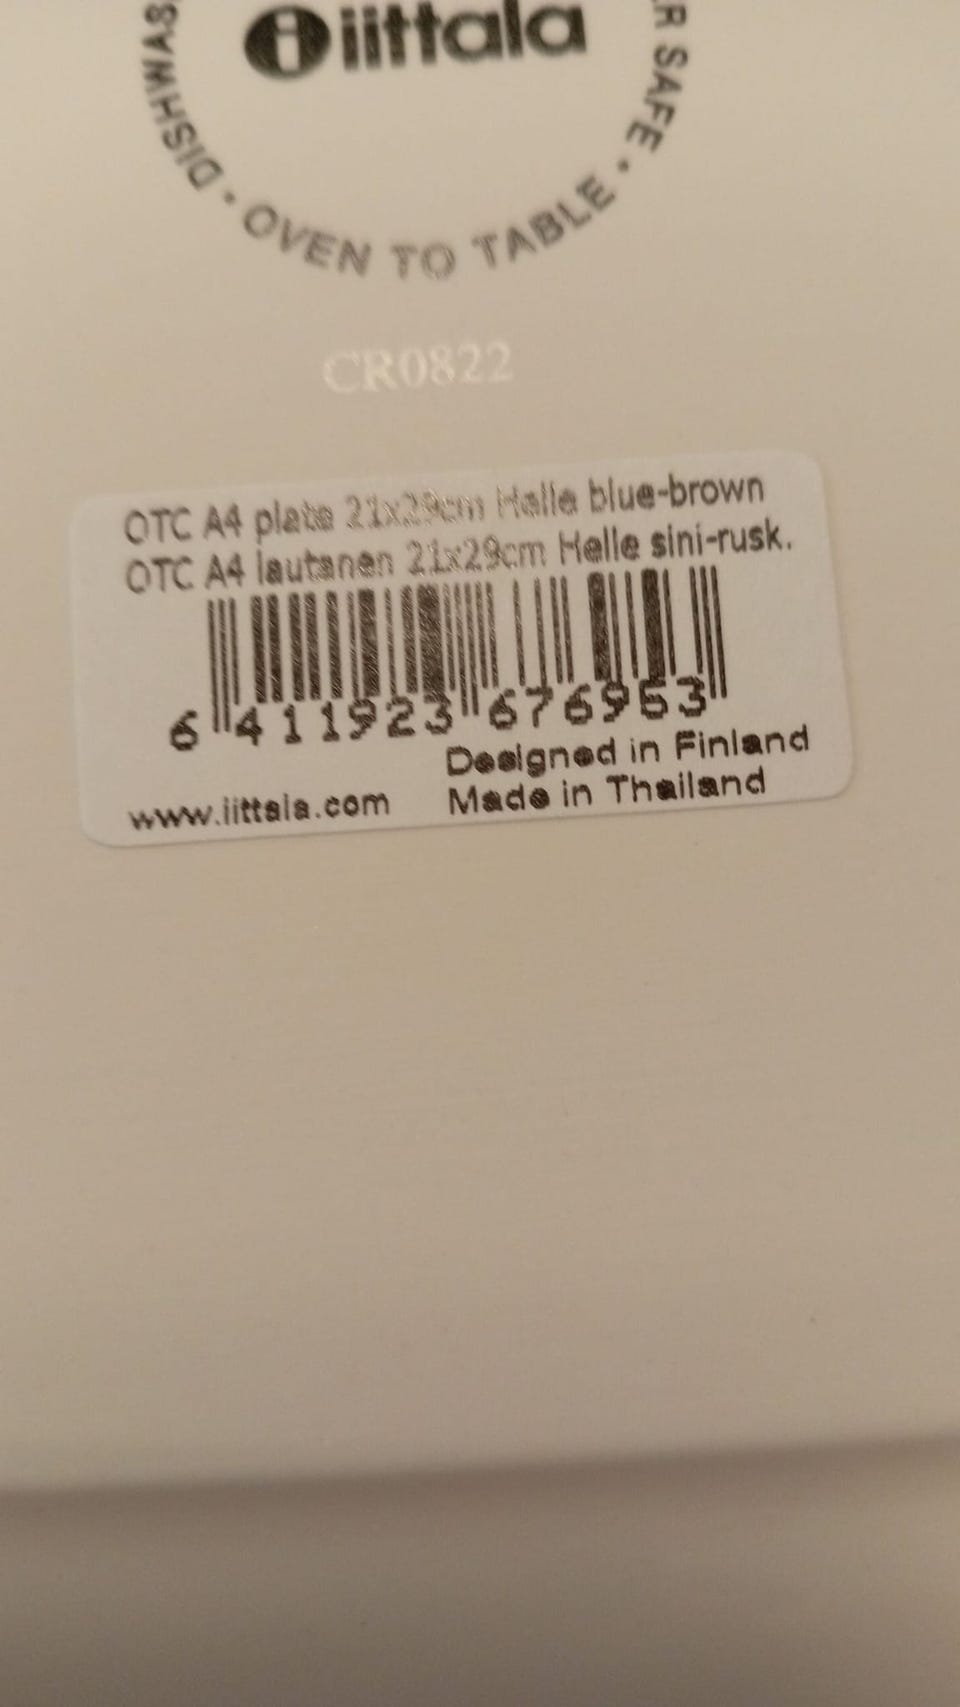 iittala
DISHWAS
R SAFE · OVEN TO TABLE ·
CR0822
OTC A4 plate 21x29cm Helle blue-brown
OTC A4 lautanen 21x29cm Helle sini-rusk.
6 411923 676953
Designed in Finland
www.iittala.com Made in Thailand